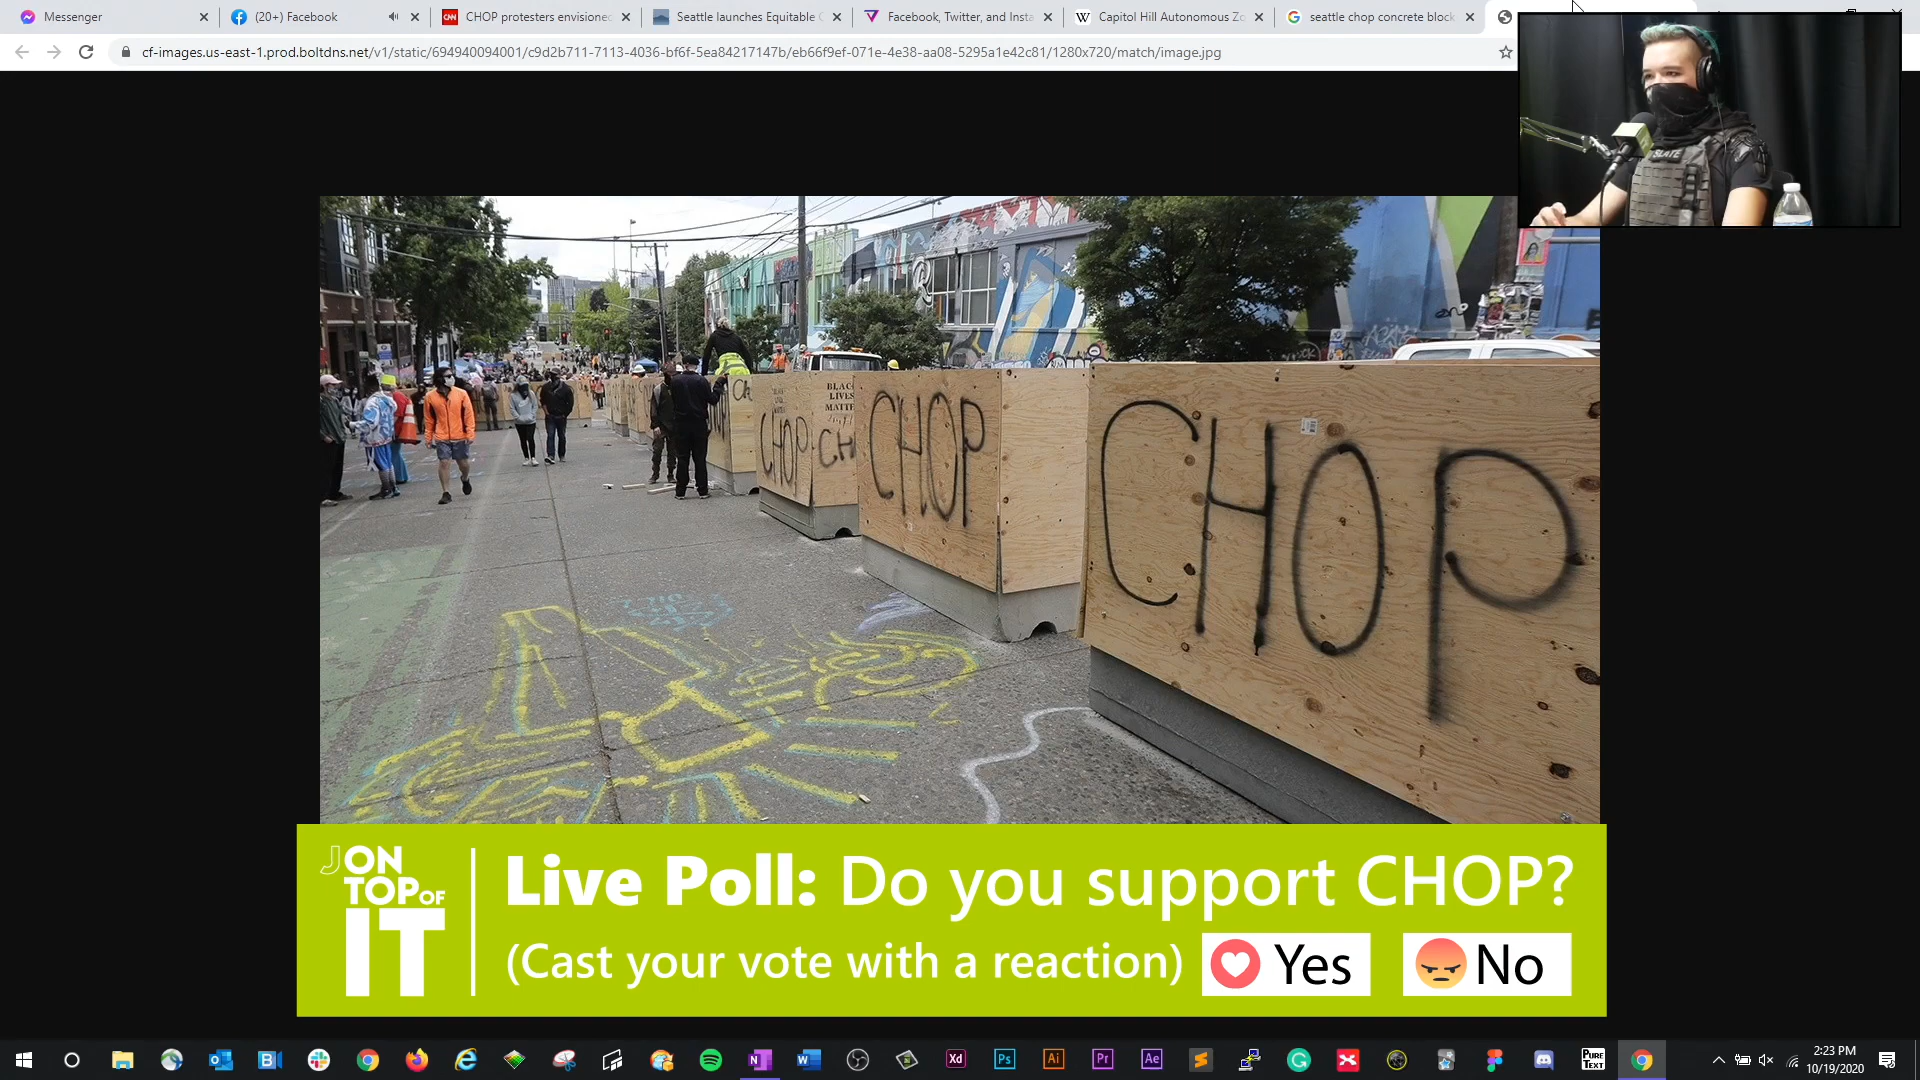 Messenger
(20+) Facebook
CHOP protesters envisioned
Seattle launches Equitable C
Facebook, Twitter, and Insta
Capitol Hill Autonomous Zo
seattle chop concrete block
cf-images.us-east-1.prod.boltdns.net/v1/static/694940094001/c9d2b711-7113-4036-bf6f-5ea84217147b/eb66f9ef-071e-4e38-aa08-5295a1e42c81/1280x720/match/image.jpg
SLATE
BLACK
LIVES
MATTE
CHOP
CH
CHOP
CHOP
JON
TOP OF
IT
Live Poll: Do you support CHOP?
(Cast your vote with a reaction)
Yes
No
2:23 PM
10/19/2020